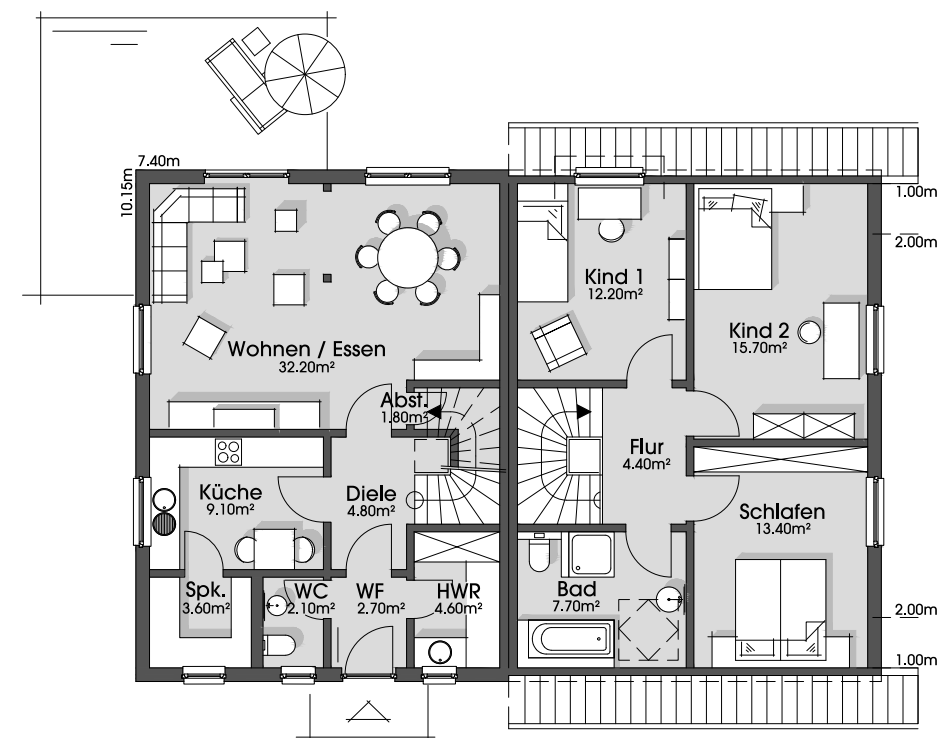 7.40m
10.15m
1.00m
2.00m
Kind 1
12.20m²
Kind 2
15.70m²
Wohnen / Essen
32.20m²
Abst.
1.80m²
Flur
4.40m²
Küche
9.10m²
Diele
4.80m²
Schlafen
13.40m²
Spk.
3.60m²
WC
2.10m²
WF
2.70m²
HWR
4.60m²
Bad
7.70m²
2.00m
1.00m